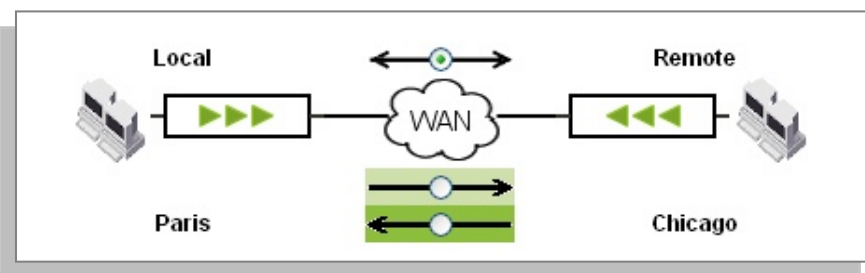 Local
Remote
WAN
Paris
Chicago